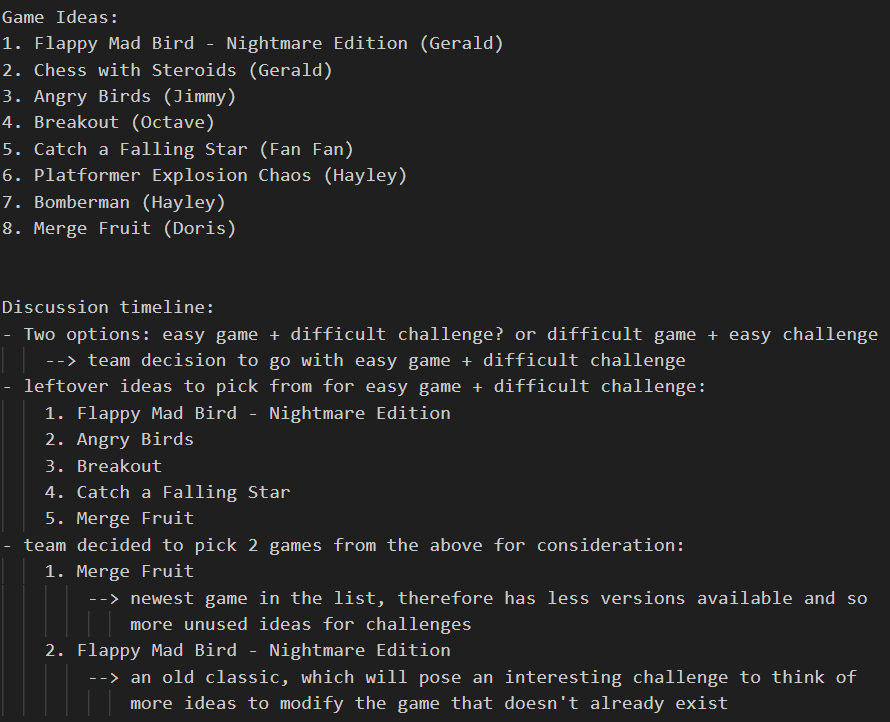 Game Ideas:
1. Flappy Mad Bird - Nightmare Edition (Gerald)
2. Chess with Steroids (Gerald)
3. Angry Birds (Jimmy)
4. Breakout (Octave)
5. Catch a Falling Star (Fan Fan)
6. Platformer Explosion Chaos (Hayley)
7. Bomberman (Hayley)
8. Merge Fruit (Doris)
Discussion timeline:
- Two options: easy game + difficult challenge? or difficult game + easy challenge
--> team decision to go with easy game + difficult challenge
- leftover ideas to pick from for easy game + difficult challenge:
1. Flappy Mad Bird - Nightmare Edition
2. Angry Birds
3. Breakout
4. Catch a Falling Star
5. Merge Fruit
- team decided to pick 2 games from the above for consideration:
1. Merge Fruit
--> newest game in the list, therefore has less versions available and so
more unused ideas for challenges
2. Flappy Mad Bird - Nightmare Edition
--> an old classic, which will pose an interesting challenge to think of
more ideas to modify the game that doesn't already exist